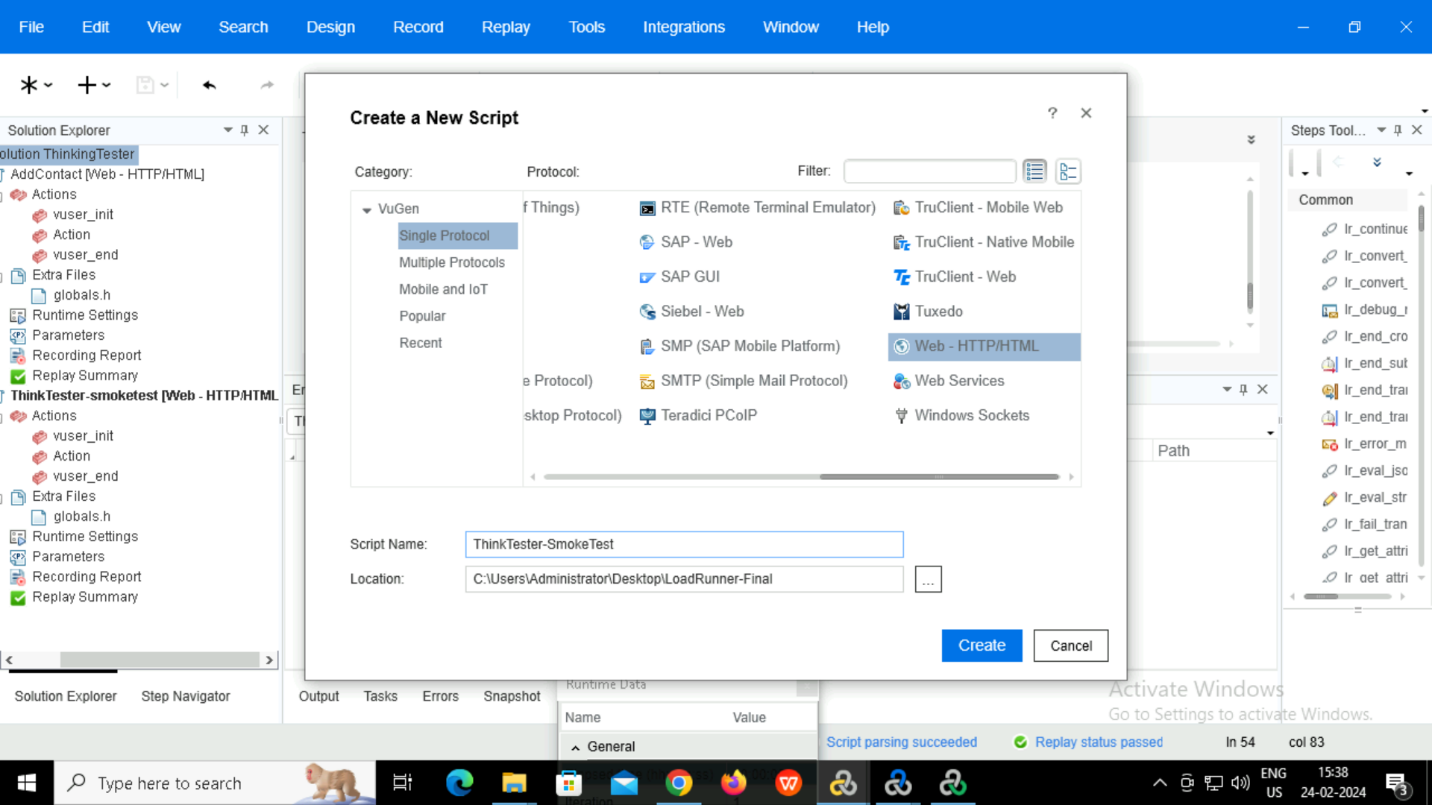 File Edit View Search Design Record Replay Tools Integrations Window Help
Create a New Script
?
Solution Explorer
olution ThinkingTester
AddContact [Web - HTTP/HTML]
Actions
vuser_init
Action
vuser_end
Extra Files
globals.h
Runtime Settings
Parameters
Recording Report
Replay Summary
ThinkTester-smoketest [Web - HTTP/HTML
Actions
vuser_init
Action
vuser_end
Extra Files
globals.h
Runtime Settings
Parameters
Recording Report
Replay Summary
Solution Explorer Step Navigator
Category:
Protocol:
Filter:
VuGen
Single Protocol
Multiple Protocols
Mobile and IoT
Popular
Recent
f Things)
e Protocol)
sktop Protocol)
RTE (Remote Terminal Emulator)
SAP - Web
SAP GUI
Siebel - Web
SMP (SAP Mobile Platform)
SMTP (Simple Mail Protocol)
Teradici PCoIP
TruClient - Mobile Web
TruClient - Native Mobile
TruClient - Web
Tuxedo
Web - HTTP/HTML
Web Services
Windows Sockets
Script Name: ThinkTester-SmokeTest
Location: C:\Users\Administrator\Desktop\LoadRunner-Final
...
Create Cancel
Path
Steps Tool...
Common
lr_continue
lr_convert_
lr_convert_
lr_debug_r
lr_end_cro
lr_end_sub
lr_end_trar
lr_end_trar
lr_error_m
lr_eval_jsc
lr_eval_str
lr_fail_tran
lr_get_attri
lr_get_attri
Output Tasks Errors Snapshot
Runtime Data
Name Value
General
Activate Windows
Go to Settings to activate Windows.
Script parsing succeeded Replay status passed ln 54 col 83
Type here to search
ENG
US
15:38
24-02-2024
3